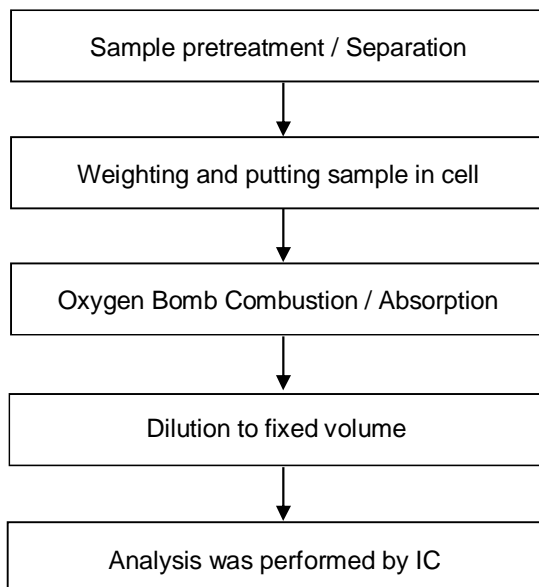 Sample pretreatment / Separation
Weighting and putting sample in cell
Oxygen Bomb Combustion / Absorption
Dilution to fixed volume
Analysis was performed by IC